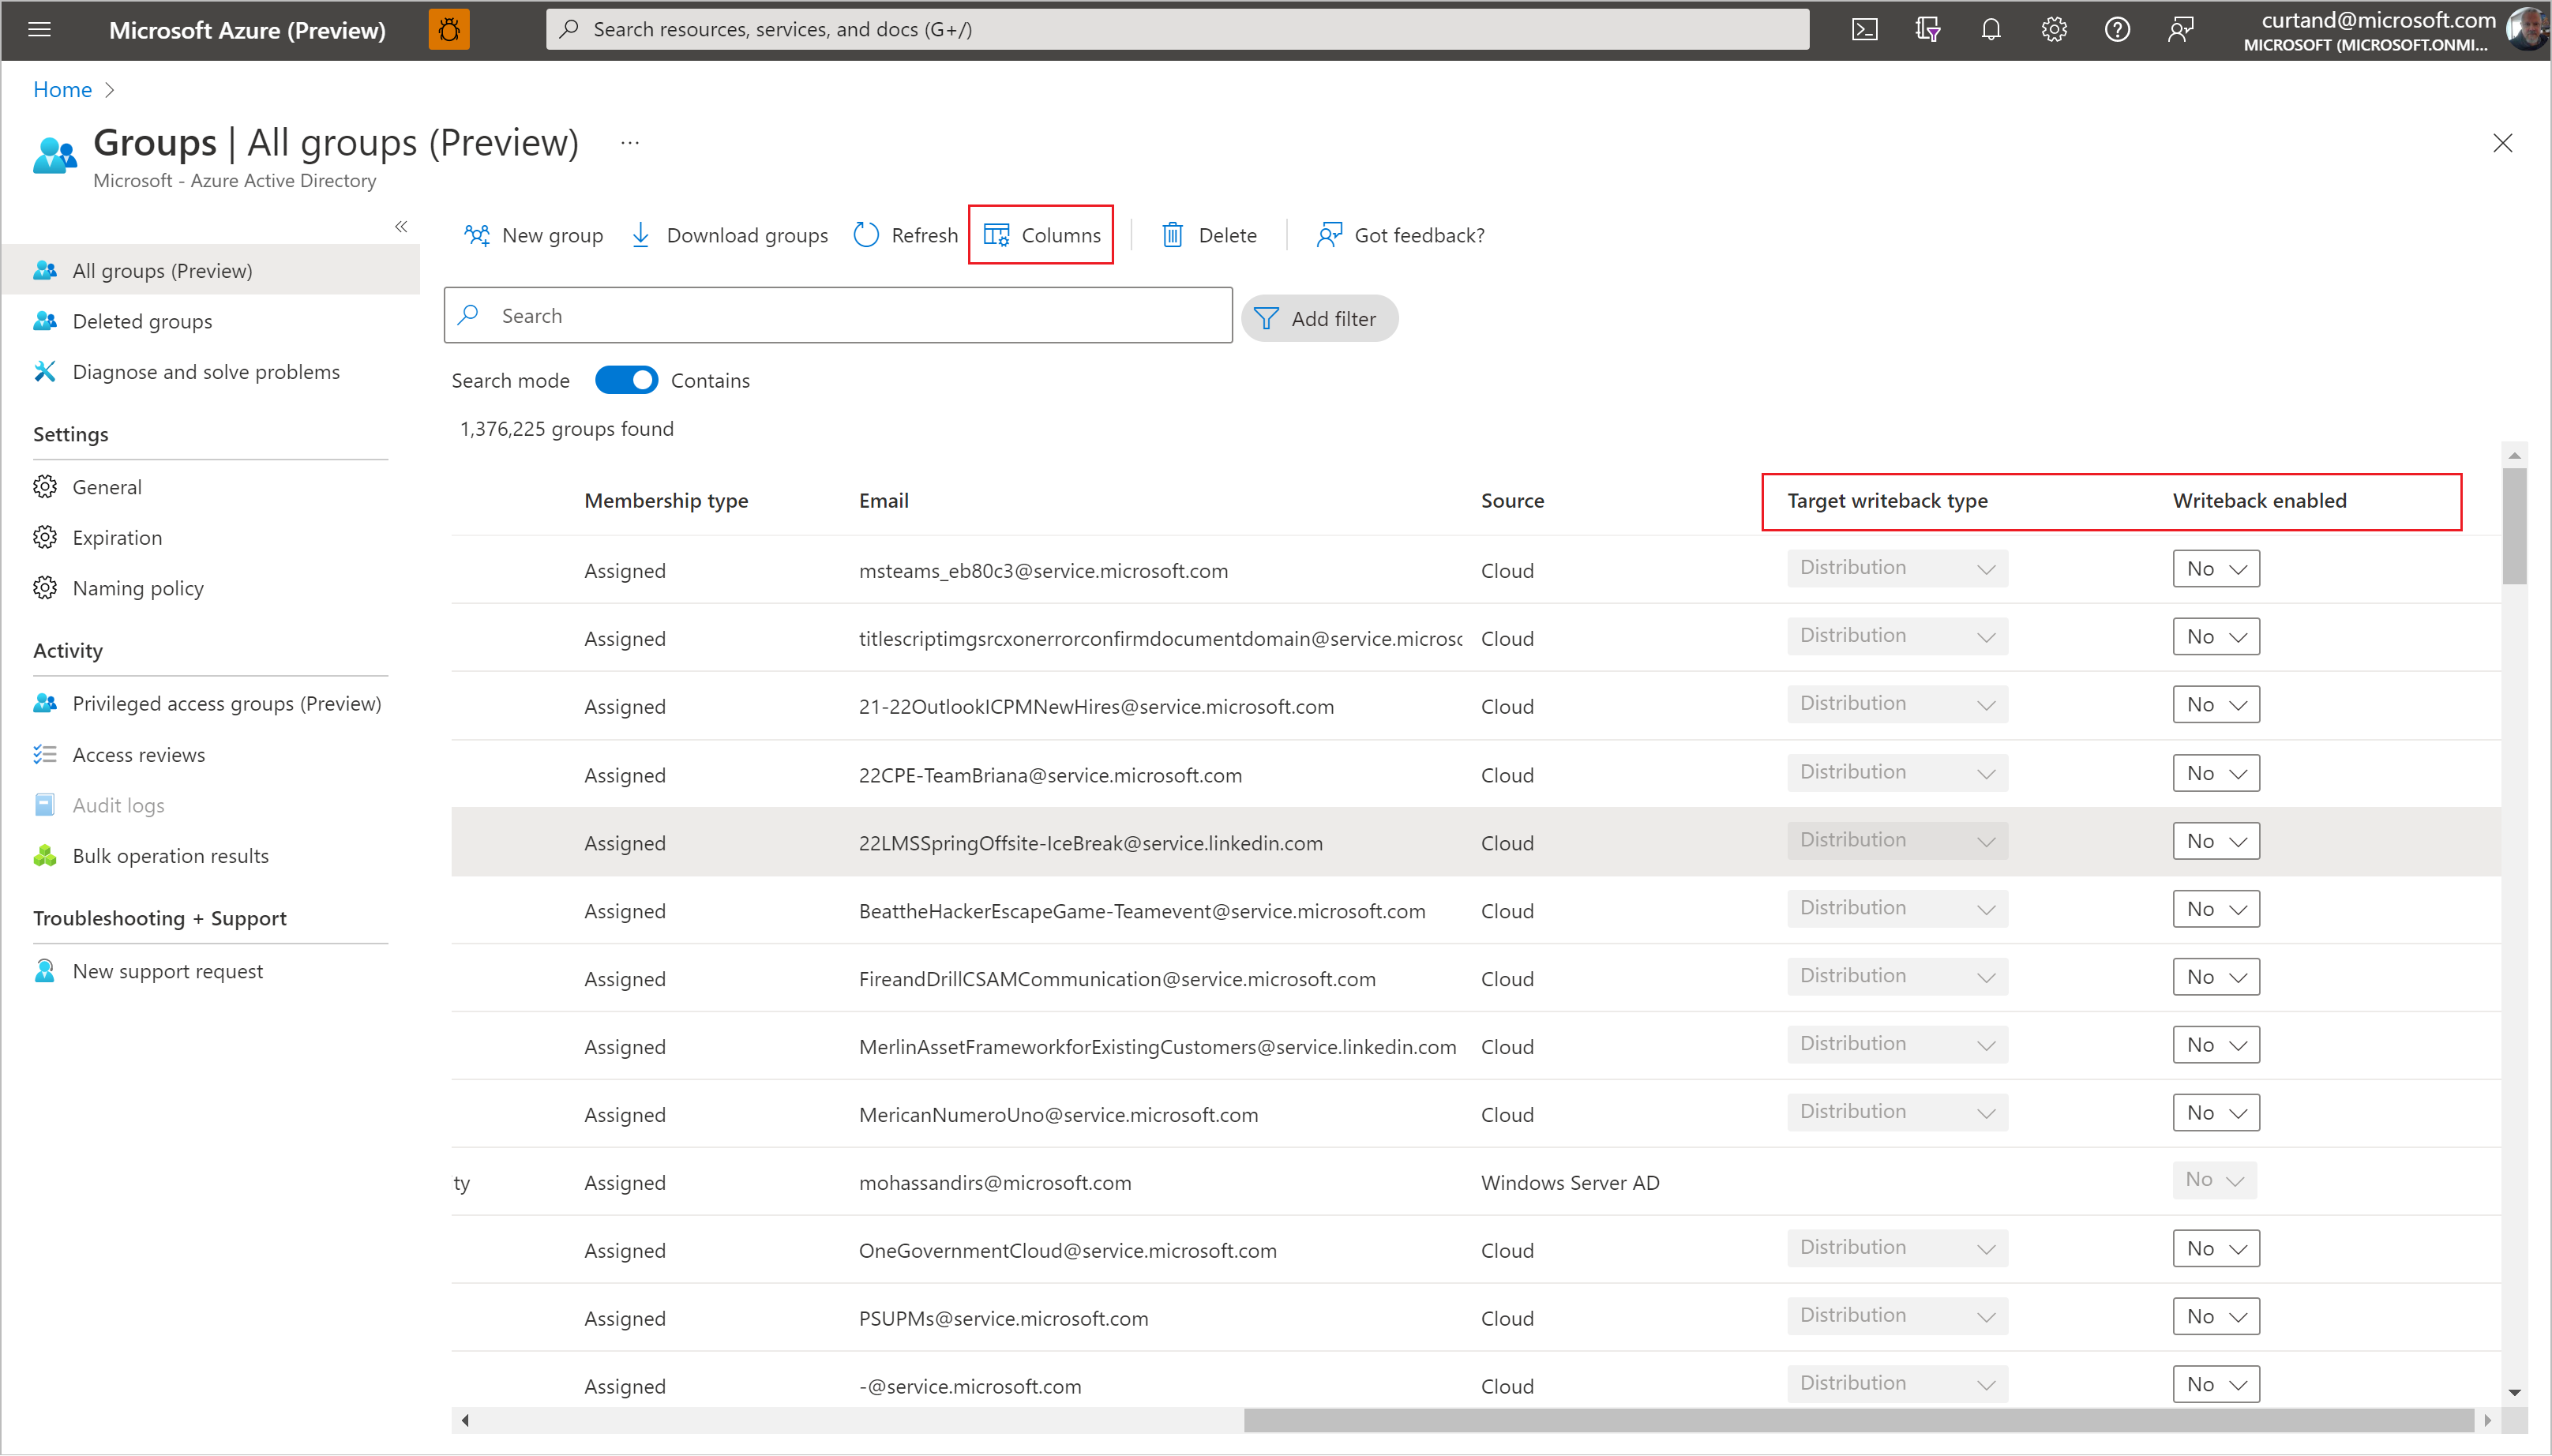 Microsoft Azure (Preview)
Search resources, services, and docs (G+/)
curtand@microsoft.com
MICROSOFT (MICROSOFT.ONMI...
Home
Groups | All groups (Preview) ...
Microsoft - Azure Active Directory
New group
Download groups
Refresh
Columns
Delete
Got feedback?
All groups (Preview)
Deleted groups
Diagnose and solve problems
Settings
General
Expiration
Naming policy
Activity
Privileged access groups (Preview)
Access reviews
Audit logs
Bulk operation results
Troubleshooting + Support
New support request
Search
Add filter
Search mode Contains
1,376,225 groups found
Membership type Email Source Target writeback type Writeback enabled
Assigned msteams_eb80c3@service.microsoft.com Cloud Distribution No
Assigned titlescriptimgsrcxonerrorconfirmdocumentdomain@service.microsc Cloud Distribution No
Assigned 21-22OutlookICPMNewHires@service.microsoft.com Cloud Distribution No
Assigned 22CPE-TeamBriana@service.microsoft.com Cloud Distribution No
Assigned 22LMSSpringOffsite-IceBreak@service.linkedin.com Cloud Distribution No
Assigned BeattheHackerEscapeGame-Teamevent@service.microsoft.com Cloud Distribution No
Assigned FireandDrillCSAMCommunication@service.microsoft.com Cloud Distribution No
Assigned MerlinAssetFrameworkforExistingCustomers@service.linkedin.com Cloud Distribution No
Assigned MericanNumeroUno@service.microsoft.com Cloud Distribution No
ty Assigned mohassandirs@microsoft.com Windows Server AD No
Assigned OneGovernmentCloud@service.microsoft.com Cloud Distribution No
Assigned PSUPMs@service.microsoft.com Cloud Distribution No
Assigned -@service.microsoft.com Cloud Distribution No